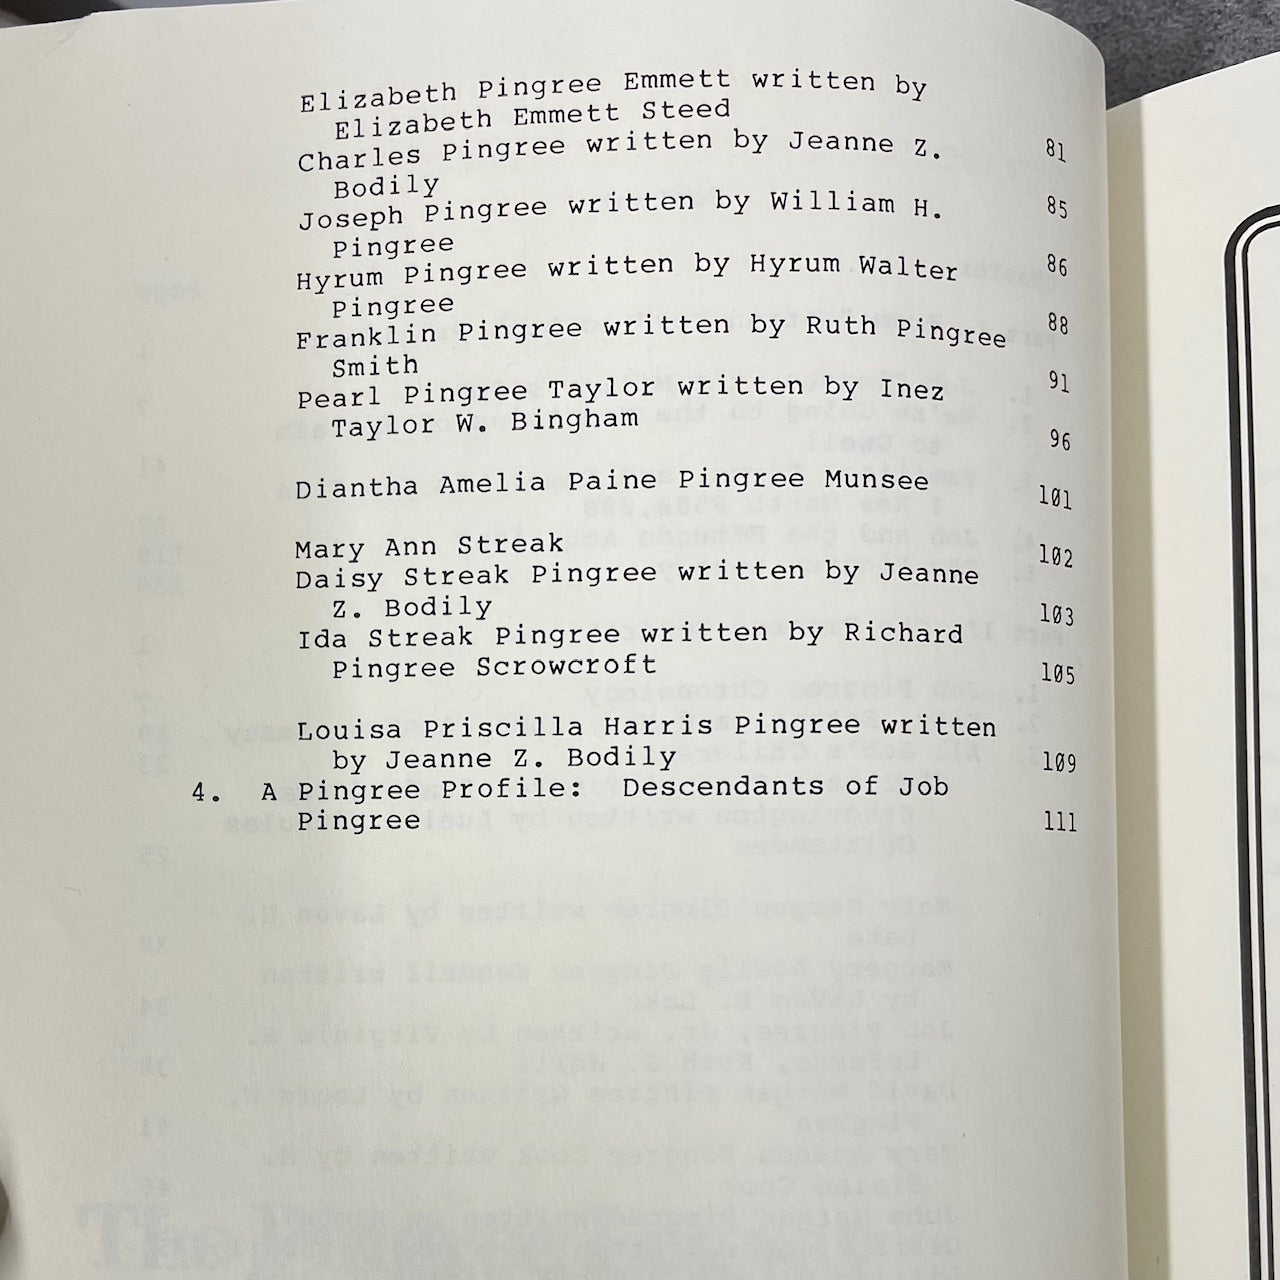 Elizabeth Pingree Emmett written by
Elizabeth Emmett Steed 81
Charles Pingree written by Jeanne Z.
Bodily 85
Joseph Pingree written by William H.
Pingree 86
Hyrum Pingree written by Hyrum Walter
Pingree 88
Franklin Pingree written by Ruth Pingree
Smith 91
Pearl Pingree Taylor written by Inez
Taylor W. Bingham 96
Diantha Amelia Paine Pingree Munsee 101
Mary Ann Streak 102
Daisy Streak Pingree written by Jeanne
Z. Bodily 103
Ida Streak Pingree written by Richard
Pingree Scrowcroft 105
Louisa Priscilla Harris Pingree written
by Jeanne Z. Bodily 109
4. A Pingree Profile: Descendants of Job
Pingree 111